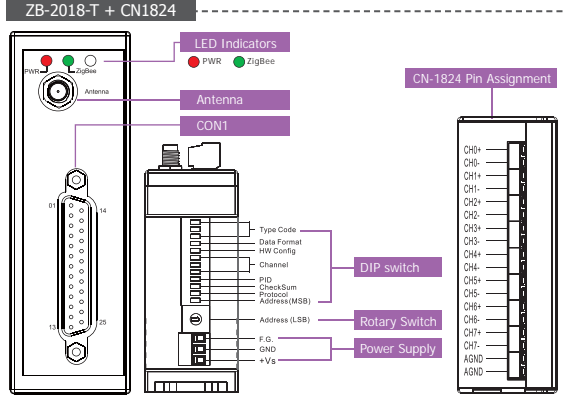 ZB-2018-T + CN1824
LED Indicators
PWR
ZigBee
PWR
ZigBee
Antenna
Antenna
CON1
01
14
13
25
Type Code
Data Format
HW Config
Channel
PID
CheckSum
Protocol
Address(MSB)
DIP switch
Address (LSB)
Rotary Switch
F.G.
GND
+Vs
Power Supply
CN-1824 Pin Assignment
CH0+
CH0-
CH1+
CH1-
CH2+
CH2-
CH3+
CH3-
CH4+
CH4-
CH5+
CH5-
CH6+
CH6-
CH7+
CH7-
AGND
AGND